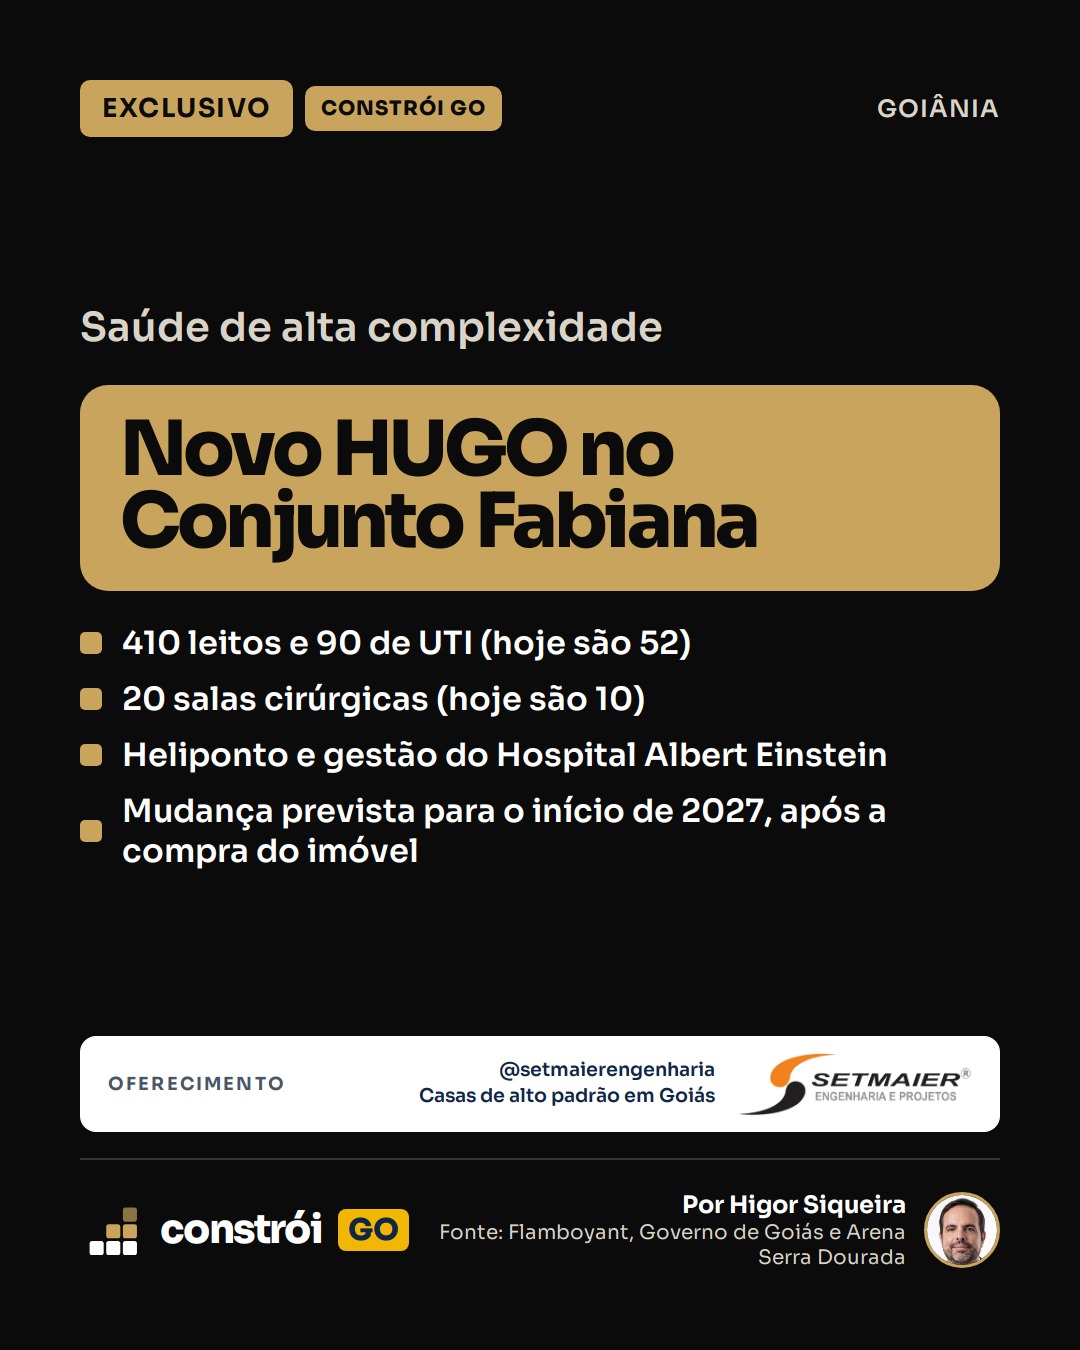 EXCLUSIVO
CONSTRÓI GO
GOIÂNIA
Saúde de alta complexidade
Novo HUGO no
Conjunto Fabiana
410 leitos e 90 de UTI (hoje são 52)
20 salas cirúrgicas (hoje são 10)
Heliponto e gestão do Hospital Albert Einstein
Mudança prevista para o início de 2027, após a
compra do imóvel
OFERECIMENTO
@setmaierengenharia
Casas de alto padrão em Goiás
SETMAIER®
ENGENHARIA E PROJETOS
constrói GO
Por Higor Siqueira
Fonte: Flamboyant, Governo de Goiás e Arena
Serra Dourada